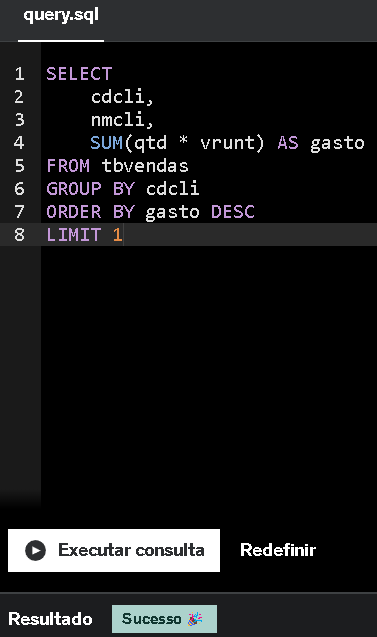 query.sql
1 SELECT
2 cdcli,
3 nmcli,
4 SUM(qtd * vrunt) AS gasto
5 FROM tbvendas
6 GROUP BY cdcli
7 ORDER BY gasto DESC
8 LIMIT 1
Executar consulta Redefinir
Resultado Sucesso 🎉